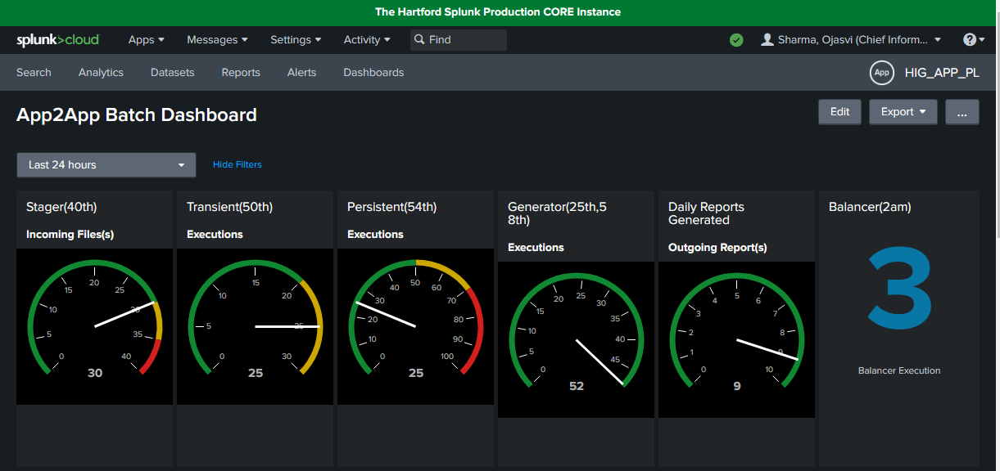 The Hartford Splunk Production CORE Instance
splunk>cloud Apps Messages Settings Activity Find Sharma, Ojasvi (Chief Inform... ?
Search Analytics Datasets Reports Alerts Dashboards App HIG_APP_PL
App2App Batch Dashboard Edit Export ...
Last 24 hours Hide Filters
Stager(40th)
Incoming Files(s)
0 5 10 15 20 25 30 35 40
30
Transient(50th)
Executions
0 5 10 15 20 25 30
25
Persistent(54th)
Executions
0 10 20 30 40 50 60 70 80 90 100
25
Generator(25th,5
8th)
Executions
0 5 10 15 20 25 30 35 40 45
52
Daily Reports
Generated
Outgoing Report(s)
0 1 2 3 4 5 6 7 8 9 10
9
Balancer(2am)
3
Balancer Execution